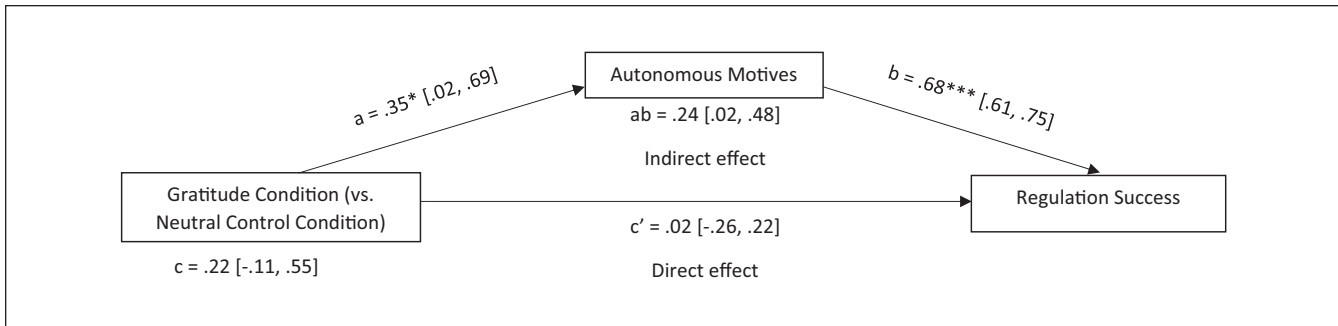 Autonomous Motives
a = .35* [.02, .69]
b = .68*** [.61, .75]
ab = .24 [.02, .48]
Indirect effect
Gratitude Condition (vs.
Neutral Control Condition)
Regulation Success
c’ = .02 [-.26, .22]
c = .22 [-.11, .55]
Direct effect